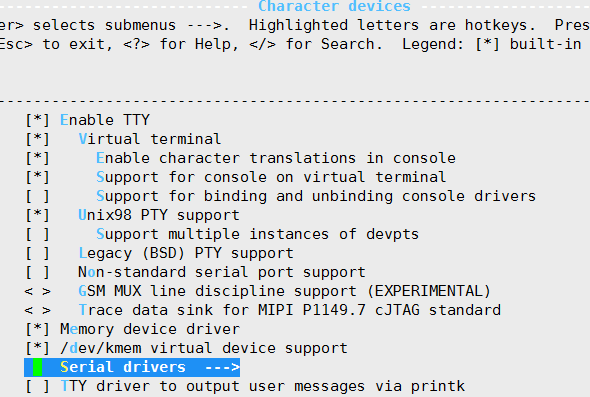 Character devices
er> selects submenus --->.  Highlighted letters are hotkeys.  Pres
Esc> to exit, <?> for Help, </> for Search.  Legend: [*] built-in
[*] Enable TTY
[*]   Virtual terminal
[*]     Enable character translations in console
[*]     Support for console on virtual terminal
[ ]     Support for binding and unbinding console drivers
[*]   Unix98 PTY support
[ ]     Support multiple instances of devpts
[ ]   Legacy (BSD) PTY support
[ ]   Non-standard serial port support
< >   GSM MUX line discipline support (EXPERIMENTAL)
< >   Trace data sink for MIPI P1149.7 cJTAG standard
[*] Memory device driver
[*] /dev/kmem virtual device support
Serial drivers  --->
[ ] TTY driver to output user messages via printk